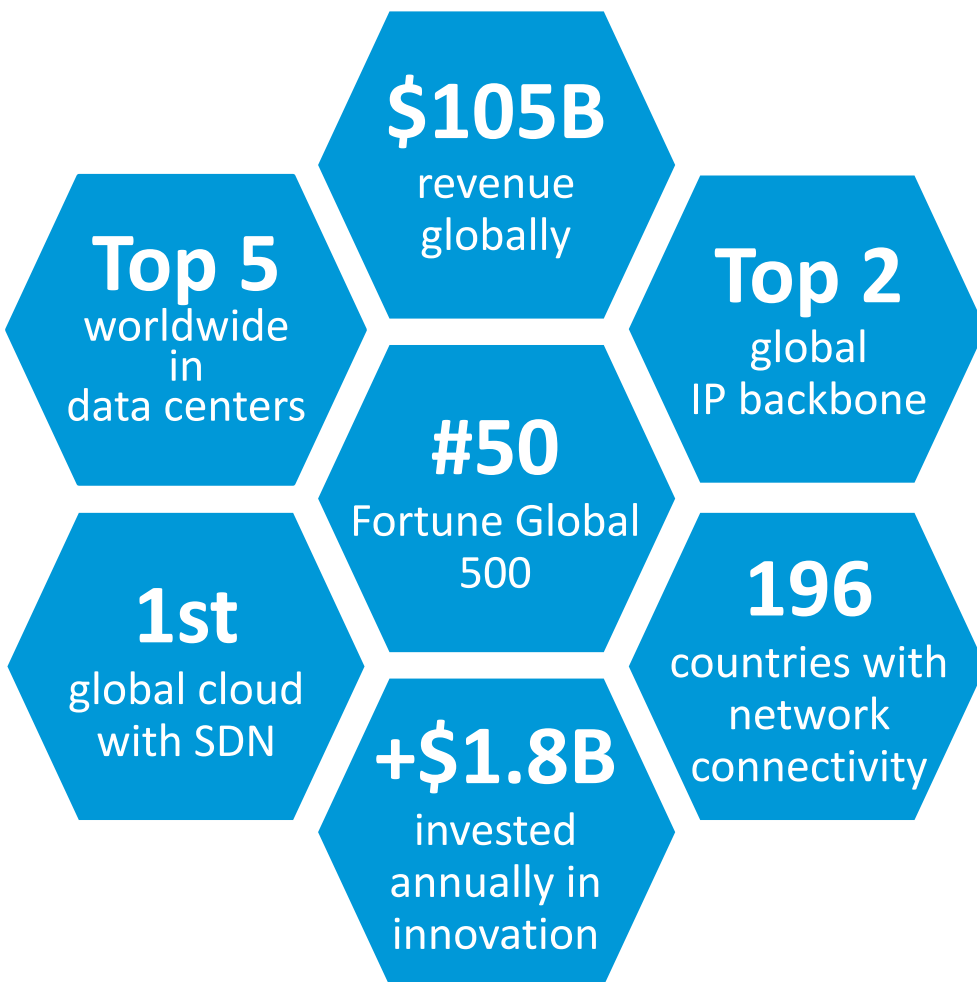 $105B
revenue
globally
Top 5
worldwide
in
data centers
Top 2
global
IP backbone
#50
Fortune Global
500
1st
global cloud
with SDN
196
countries with
network
connectivity
+$1.8B
invested
annually in
innovation